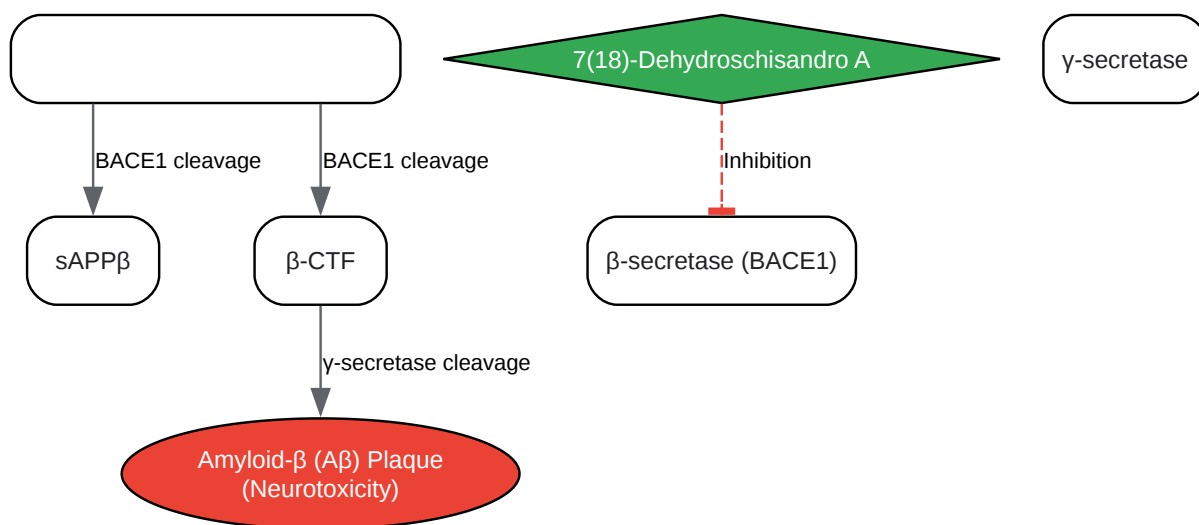 7(18)-Dehydroschisandro A
γ-secretase
BACE1 cleavage
BACE1 cleavage
Inhibition
sAPPβ
β-CTF
β-secretase (BACE1)
γ-secretase cleavage
Amyloid-β (Aβ) Plaque
(Neurotoxicity)